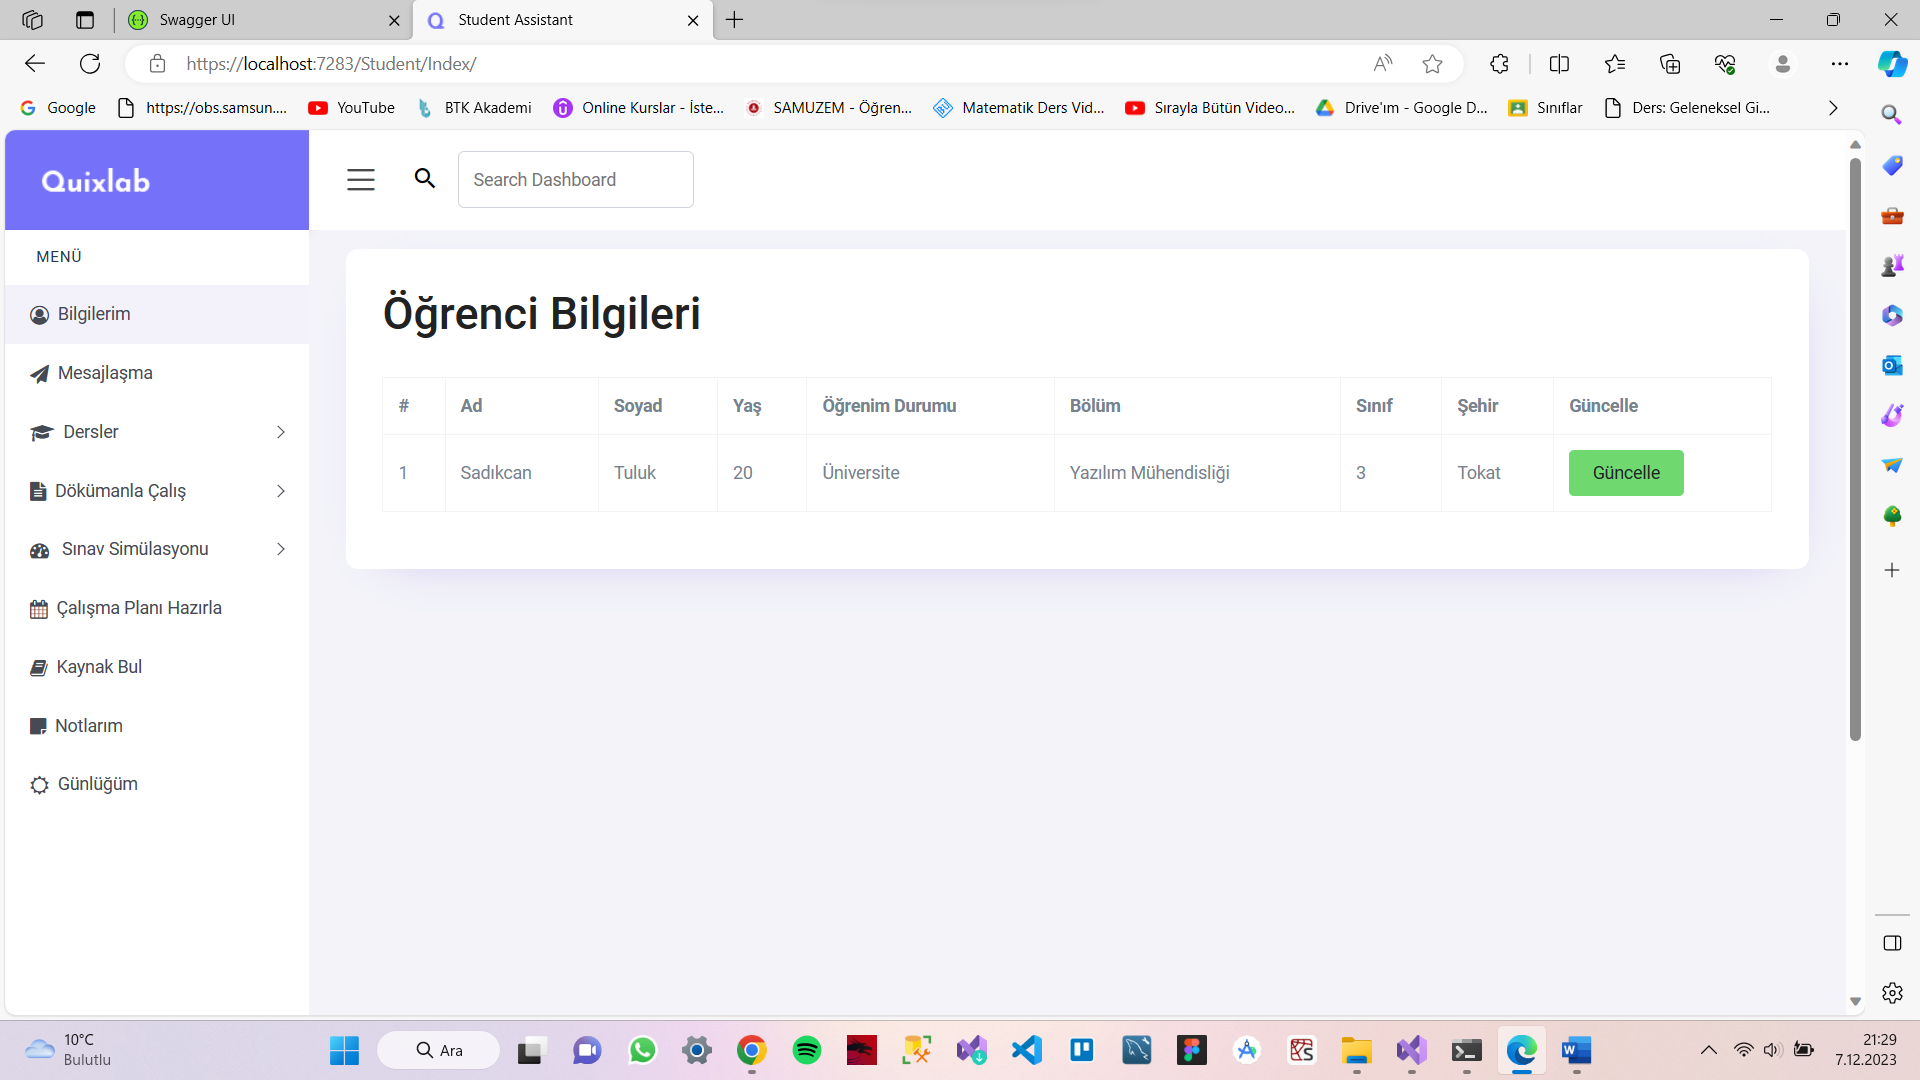 Swagger UI
Student Assistant
https://localhost:7283/Student/Index/
Google
https://obs.samsun....
YouTube
BTK Akademi
Online Kurslar - İste...
SAMUZEM - Öğren...
Matematik Ders Vid...
Sırayla Bütün Video...
Drive'ım - Google D...
Sınıflar
Ders: Geleneksel Gi...
Quixlab
Search Dashboard
MENÜ
Bilgilerim
Mesajlaşma
Dersler
Dökümanla Çalış
Sınav Simülasyonu
Çalışma Planı Hazırla
Kaynak Bul
Notlarım
Günlüğüm
Öğrenci Bilgileri
# Ad Soyad Yaş Öğrenim Durumu Bölüm Sınıf Şehir Güncelle
1 Sadıkcan Tuluk 20 Üniversite Yazılım Mühendisliği 3 Tokat Güncelle
10°C
Bulutlu
Ara
21:29
7.12.2023